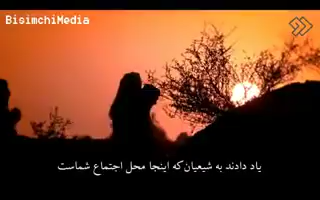 BisimchiMedia
یاد دادند به شیعیان که اینجا محل اجتماع شماست